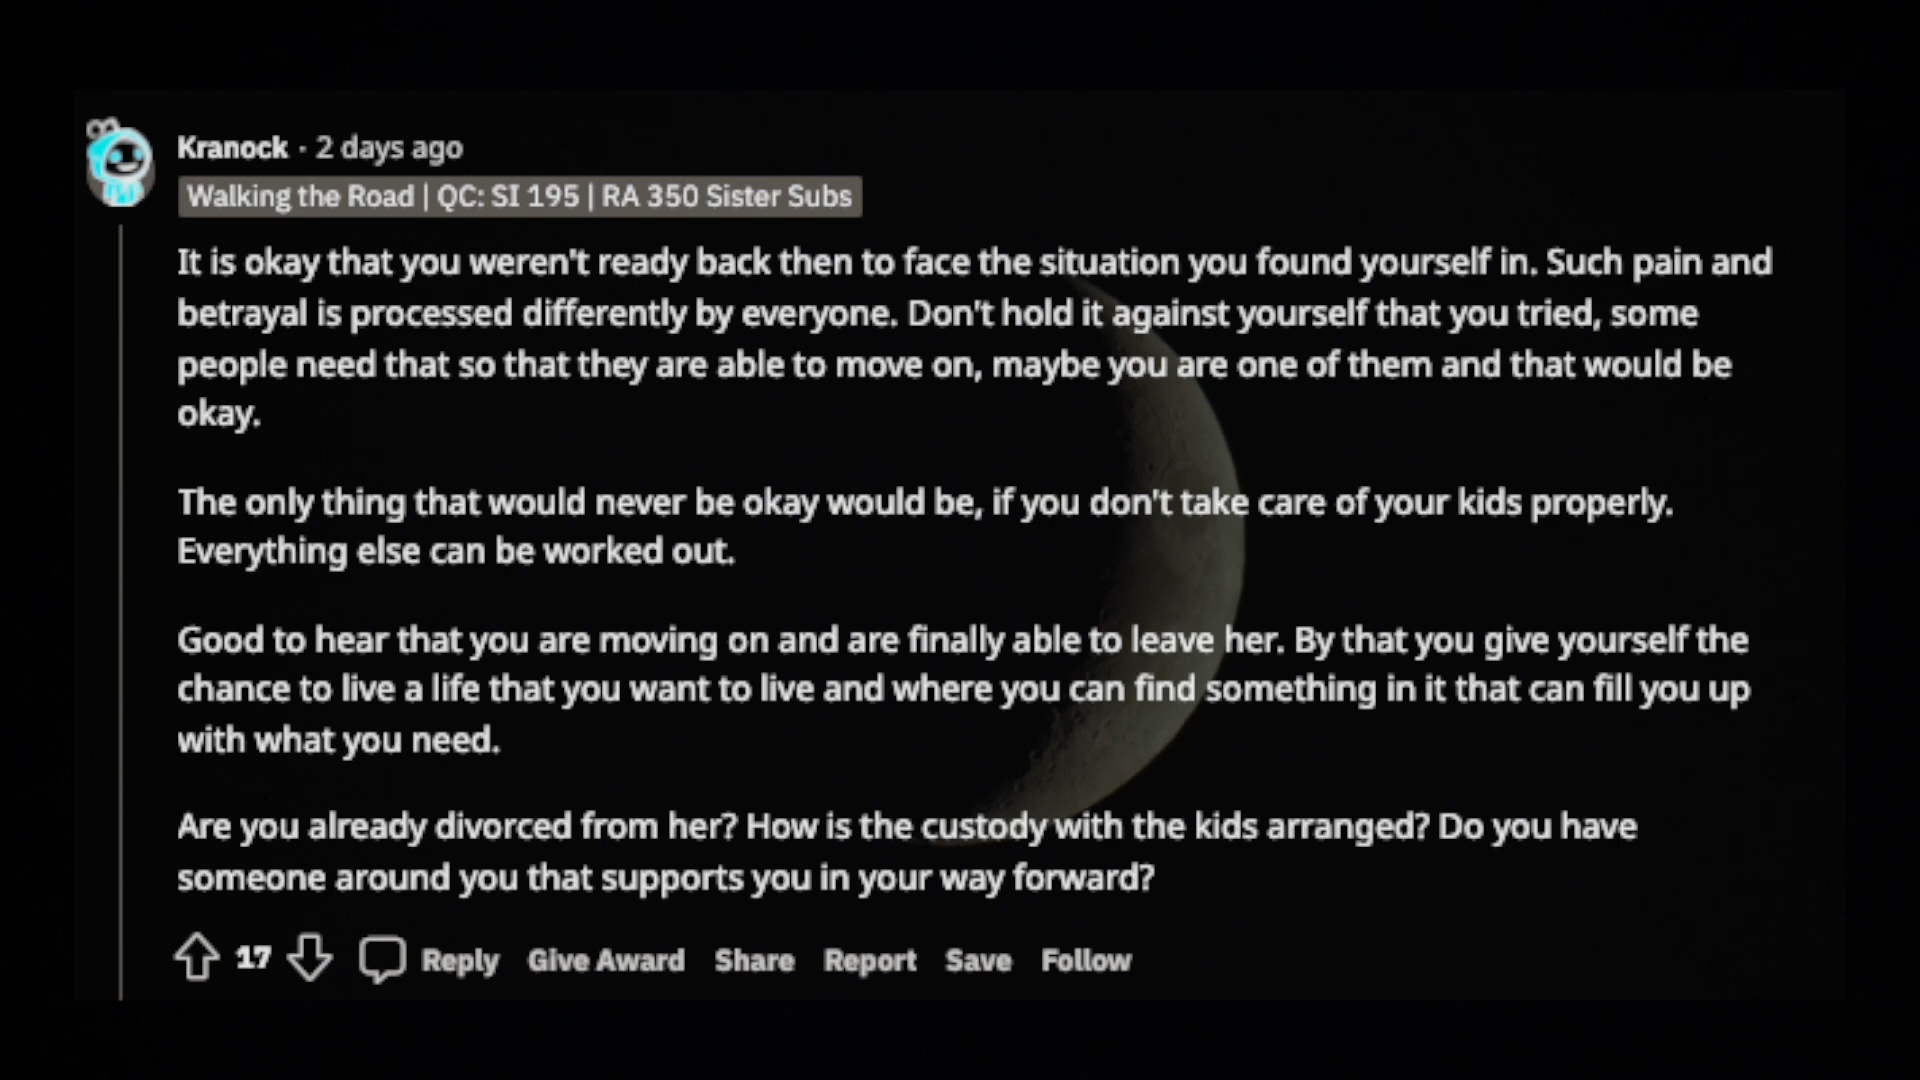 Kranock · 2 days ago
Walking the Road | QC: SI 195 | RA 350 Sister Subs
It is okay that you weren't ready back then to face the situation you found yourself in. Such pain and
betrayal is processed differently by everyone. Don't hold it against yourself that you tried, some
people need that so that they are able to move on, maybe you are one of them and that would be
okay.
The only thing that would never be okay would be, if you don't take care of your kids properly.
Everything else can be worked out.
Good to hear that you are moving on and are finally able to leave her. By that you give yourself the
chance to live a life that you want to live and where you can find something in it that can fill you up
with what you need.
Are you already divorced from her? How is the custody with the kids arranged? Do you have
someone around you that supports you in your way forward?
17 Reply Give Award Share Report Save Follow